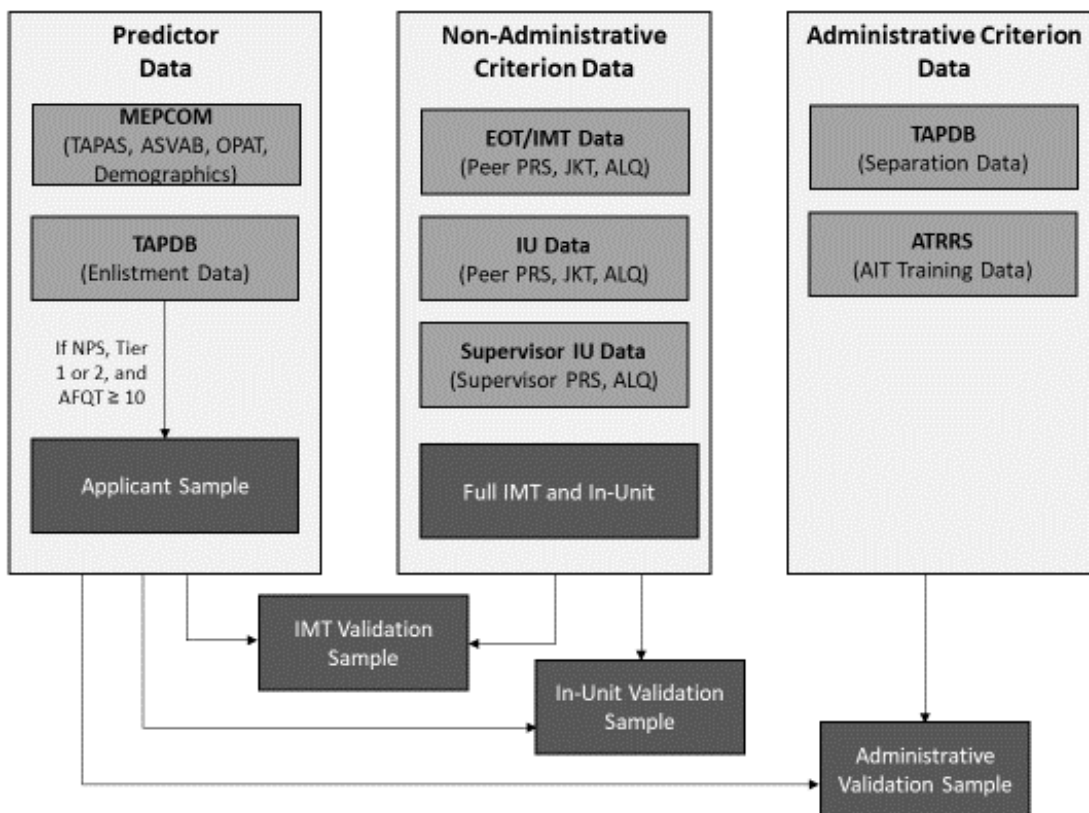 Predictor
Data
MEPCOM
(TAPAS, ASVAB, OPAT,
Demographics)
TAPDB
(Enlistment Data)
If NPS, Tier
1 or 2, and
AFQT ≥ 10
Applicant Sample
Non-Administrative
Criterion Data
EOT/IMT Data
(Peer PRS, JKT, ALQ)
IU Data
(Peer PRS, JKT, ALQ)
Supervisor IU Data
(Supervisor PRS, ALQ)
Full IMT and In-Unit
Administrative Criterion
Data
TAPDB
(Separation Data)
ATRRS
(AIT Training Data)
IMT Validation
Sample
In-Unit Validation
Sample
Administrative
Validation Sample